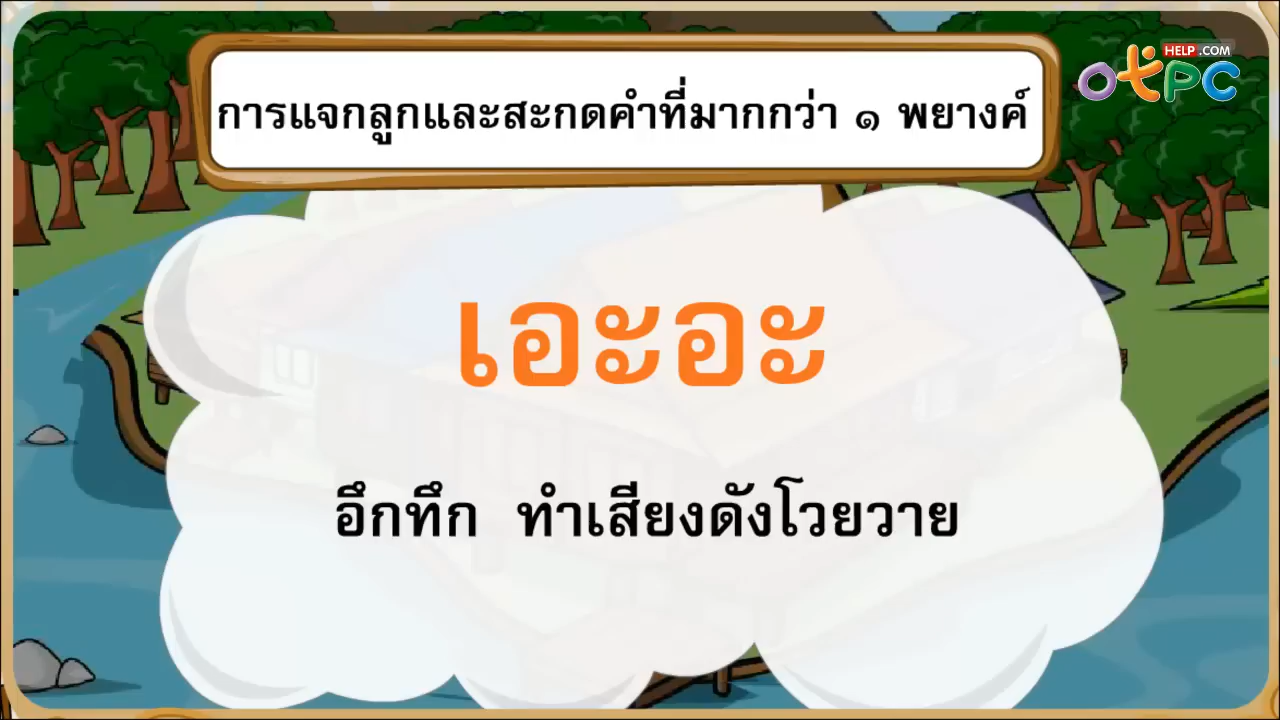 การแจกลูกและสะกดคำที่มากกว่า ๑ พยางค์
HELP .COM
OTPC
เอะอะ
อึกทึก ทำเสียงดังโวยวาย